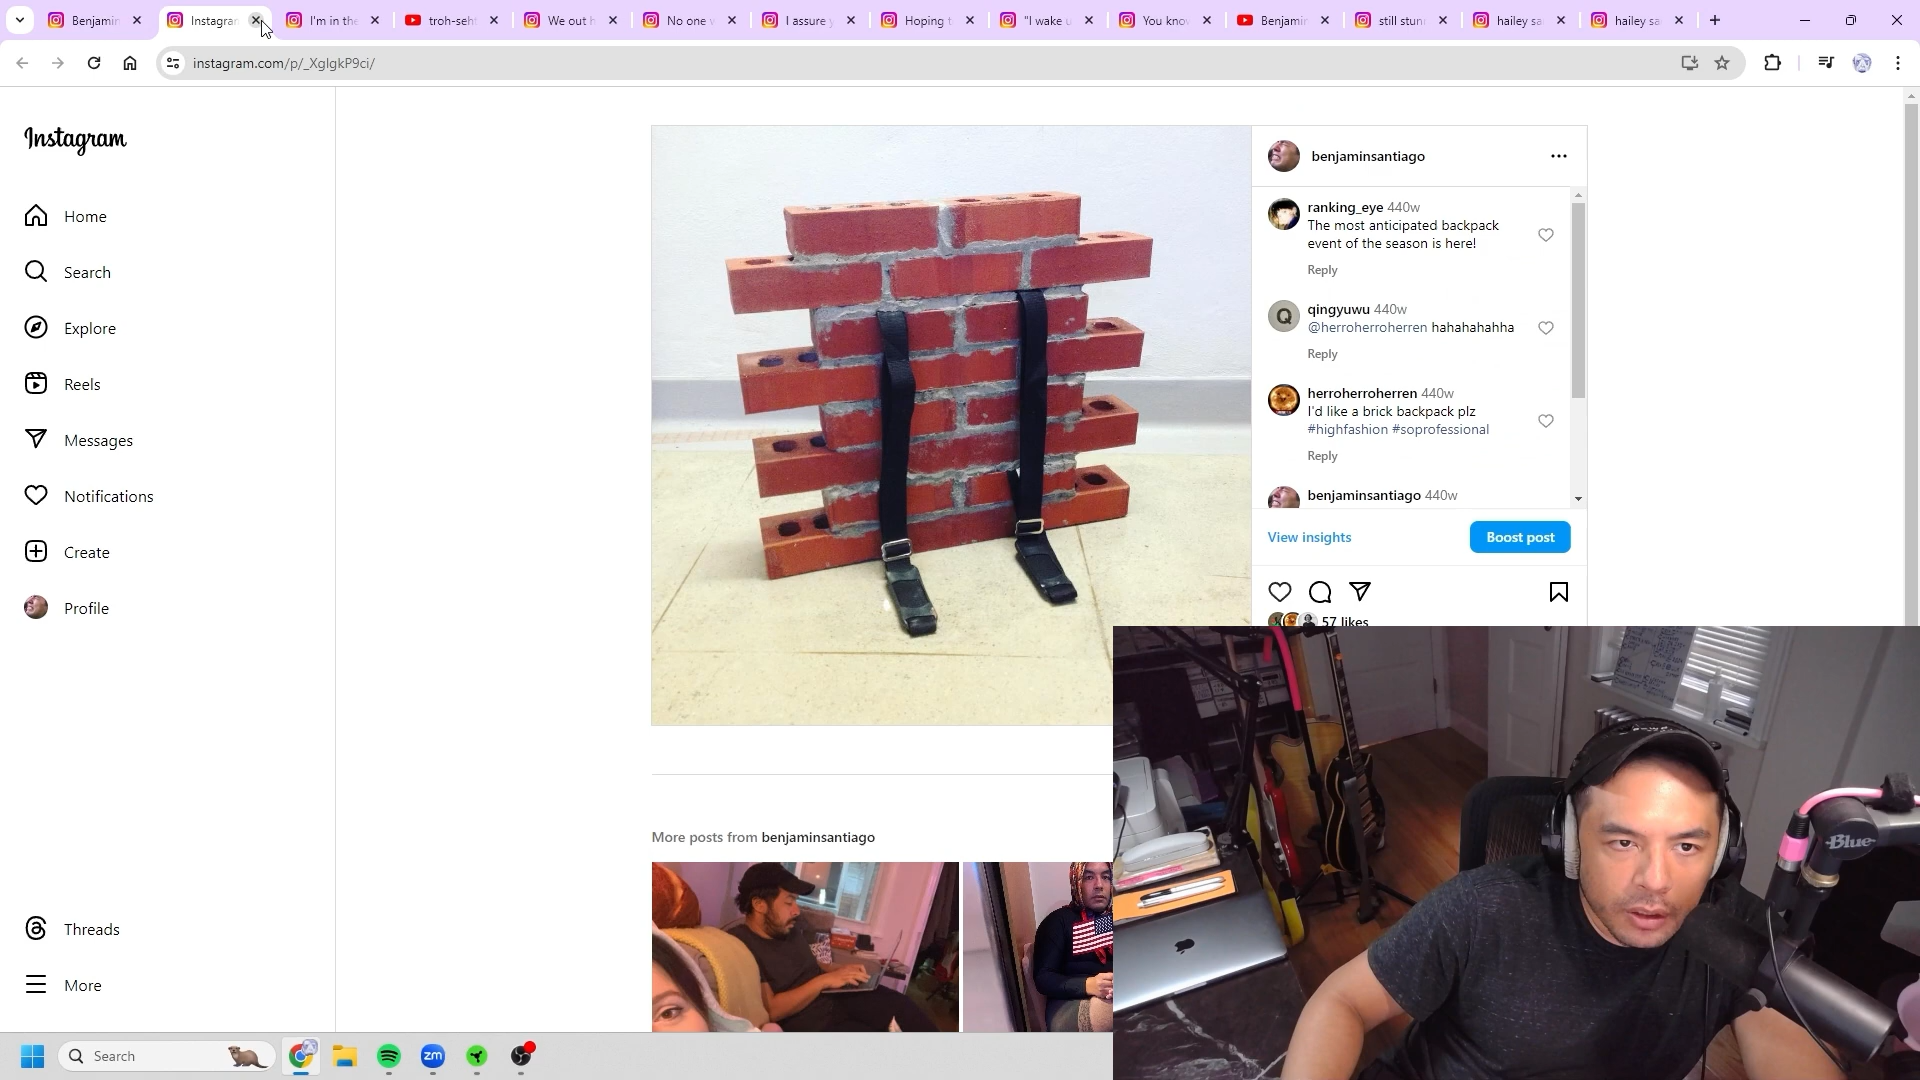 Benjamin
Instagram
I'm in the
troh-seht
We out h
No one v
I assure y
Hoping t
"I wake u
You know
Benjamin
still stun
hailey sa
hailey sa
instagram.com/p/_XglgkP9ci/
Instagram
Home
Search
Explore
Reels
Messages
Notifications
Create
Profile
Threads
More
benjaminsantiago
ranking_eye 440w
The most anticipated backpack
event of the season is here!
Reply
Q
qingyuwu 440w
@herroherroherren hahahahahha
Reply
herroherroherren 440w
I'd like a brick backpack plz
#highfashion #soprofessional
Reply
benjaminsantiago 440w
View insights
Boost post
57 likes
More posts from benjaminsantiago
Blue
Search
zm